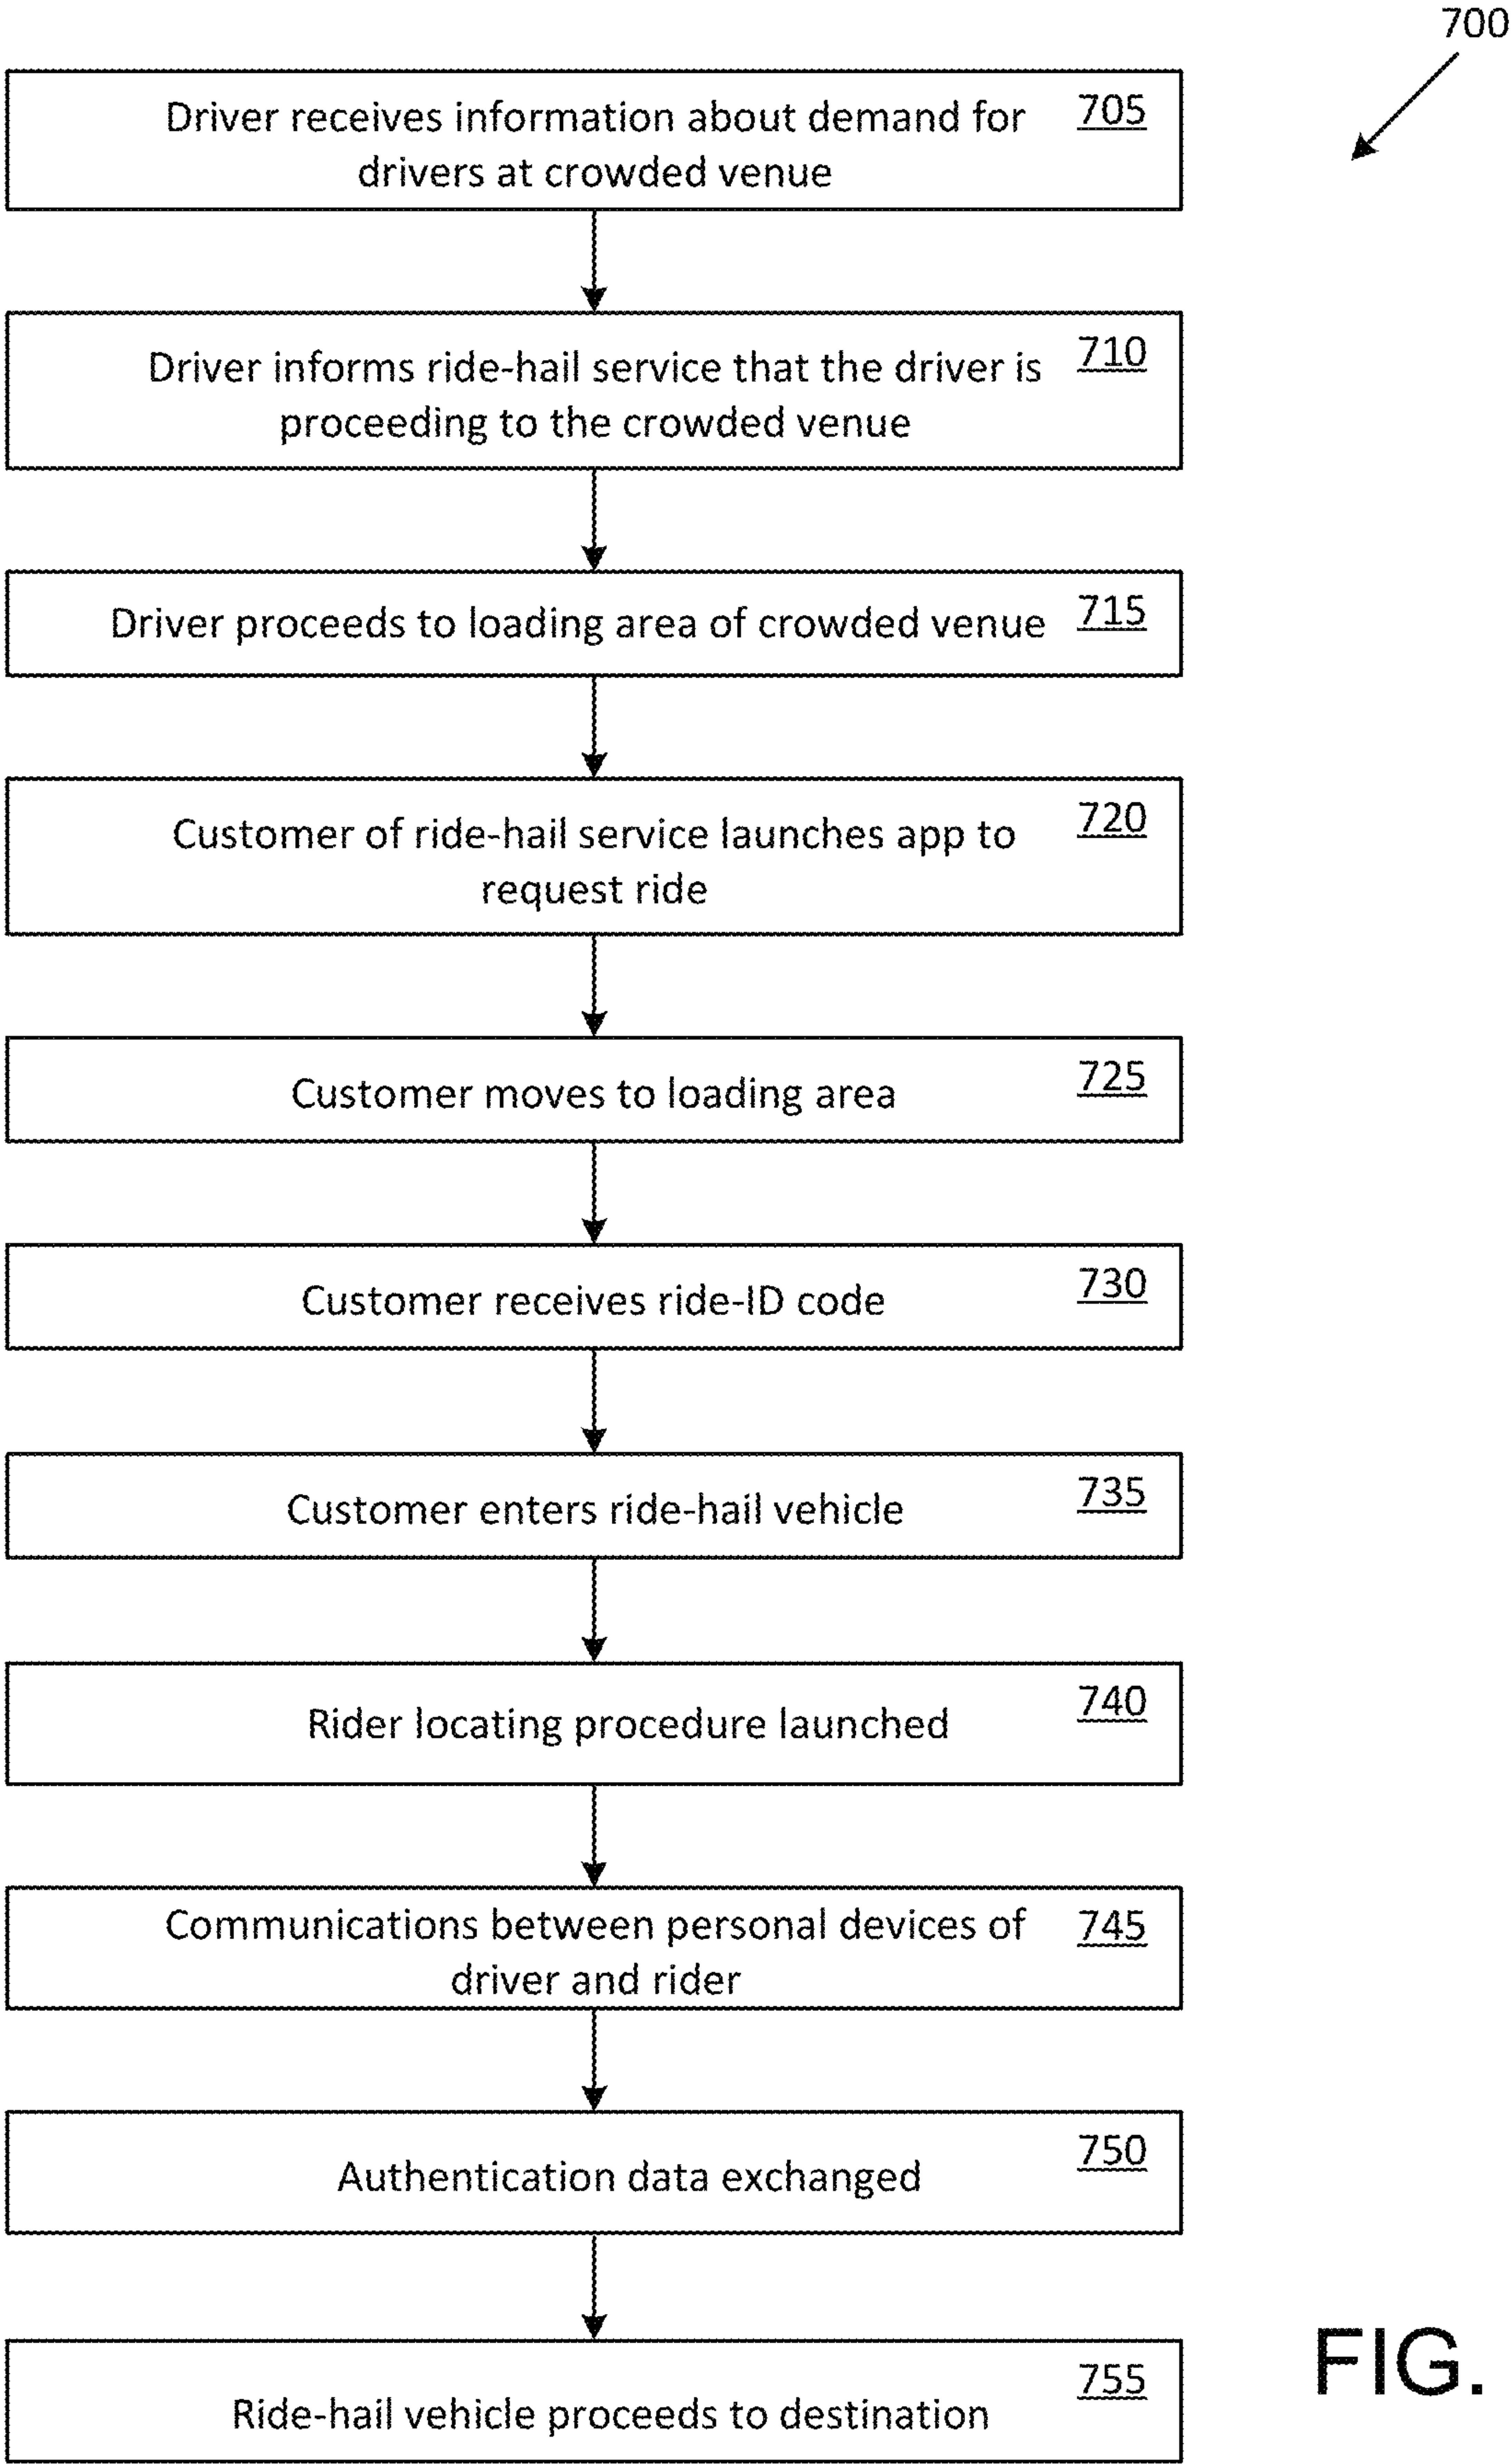 700
Driver receives information about demand for 705
drivers at crowded venue
Driver informs ride-hail service that the driver is 710
proceeding to the crowded venue
Driver proceeds to loading area of crowded venue 715
Customer of ride-hail service launches app to 720
request ride
Customer moves to loading area 725
Customer receives ride-ID code 730
Customer enters ride-hail vehicle 735
Rider locating procedure launched 740
Communications between personal devices of 745
driver and rider
Authentication data exchanged 750
Ride-hail vehicle proceeds to destination 755
FIG.